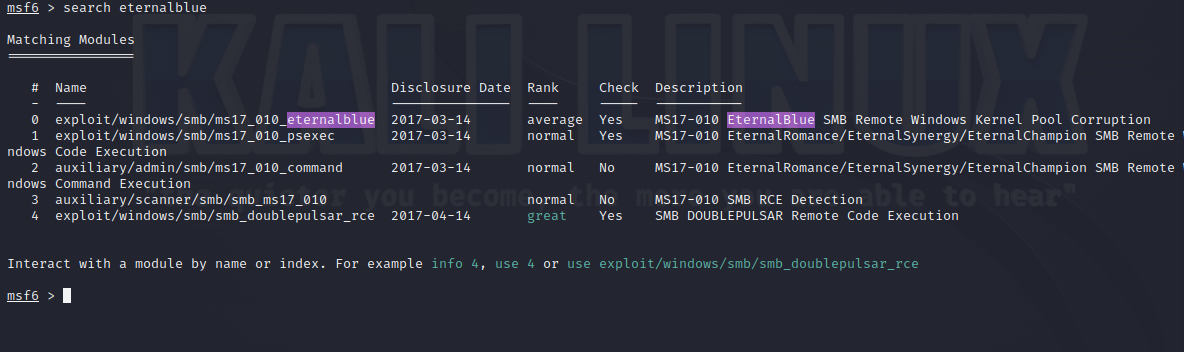 KALI LINUX
msf6 > search eternalblue
Matching Modules
================
#  Name                                      Disclosure Date  Rank     Check  Description
-  ----                                      ---------------  ----     -----  -----------
0  exploit/windows/smb/ms17_010_eternalblue  2017-03-14       average  Yes    MS17-010 EternalBlue SMB Remote Windows Kernel Pool Corruption
1  exploit/windows/smb/ms17_010_psexec       2017-03-14       normal   Yes    MS17-010 EternalRomance/EternalSynergy/EternalChampion SMB Remote
ndows Code Execution
2  auxiliary/admin/smb/ms17_010_command      2017-03-14       normal   No     MS17-010 EternalRomance/EternalSynergy/EternalChampion SMB Remote
ndows Command Execution
"the quieter you become, the more you are able to hear"
3  auxiliary/scanner/smb/smb_ms17_010                         normal   No     MS17-010 SMB RCE Detection
4  exploit/windows/smb/smb_doublepulsar_rce  2017-04-14       great    Yes    SMB DOUBLEPULSAR Remote Code Execution
Interact with a module by name or index. For example info 4, use 4 or use exploit/windows/smb/smb_doublepulsar_rce
msf6 >